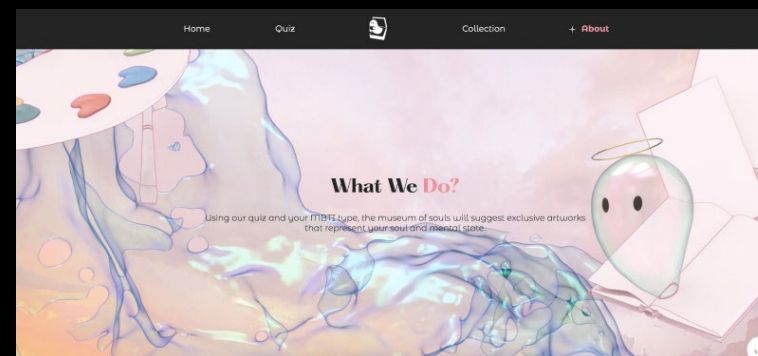 Home Quiz Collection + About
What We Do?
Using our quiz and your MBTI type, the museum of souls will suggest exclusive artworks
that represent your soul and mental state.